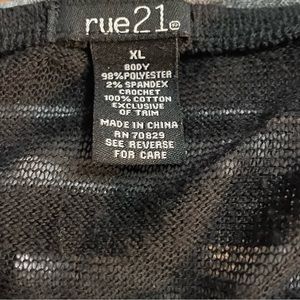 rue21
XL
BODY
98% POLYESTER
2% SPANDEX
CROCHET
100% COTTON
EXCLUSIVE
OF TRIM
MADE IN CHINA
RN 70829
SEE REVERSE
FOR CARE